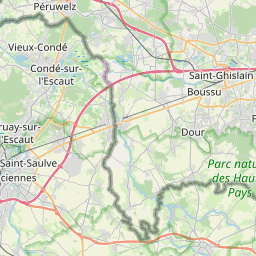 Péruwelz
Vieux-Condé
Condé-sur-
l'Escaut
Saint-Ghislain
Boussu
uay-sur-
Escaut
Dour
Saint-Saulve
ciennes
Parc natu
des Hau
Pays